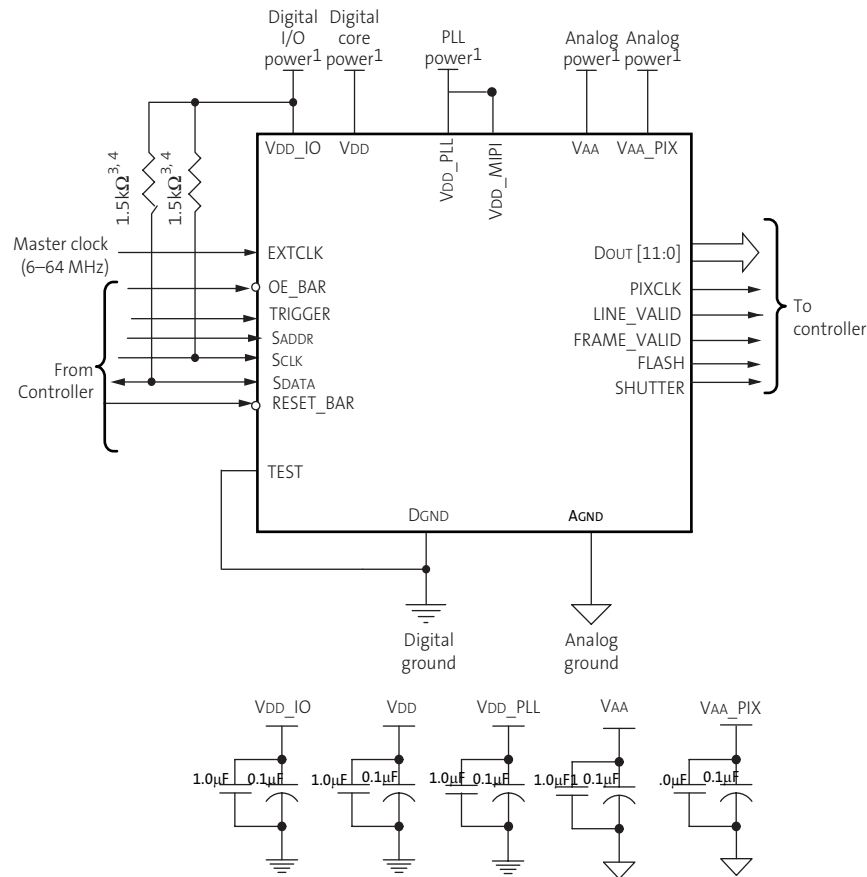 Digital I/O power1
Digital core power1
PLL power1
Analog power1
Analog power1
VDD_IO
VDD
VDD_PLL
VDD_MIPI
VAA
VAA_PIX
1.5kΩ3, 4
1.5kΩ3, 4
Master clock
(6–64 MHz)
EXTCLK
OE_BAR
TRIGGER
SADDR
SCLK
SDATA
RESET_BAR
From
Controller
TEST
DOUT [11:0]
PIXCLK
LINE_VALID
FRAME_VALID
FLASH
SHUTTER
To
controller
DGND
AGND
Digital
ground
Analog
ground
VDD_IO
VDD
VDD_PLL
VAA
VAA_PIX
1.0µF
0.1µF
1.0µF
0.1µF
1.0µF
0.1µF
1.0µF1
0.1µF
.0µF
0.1µF